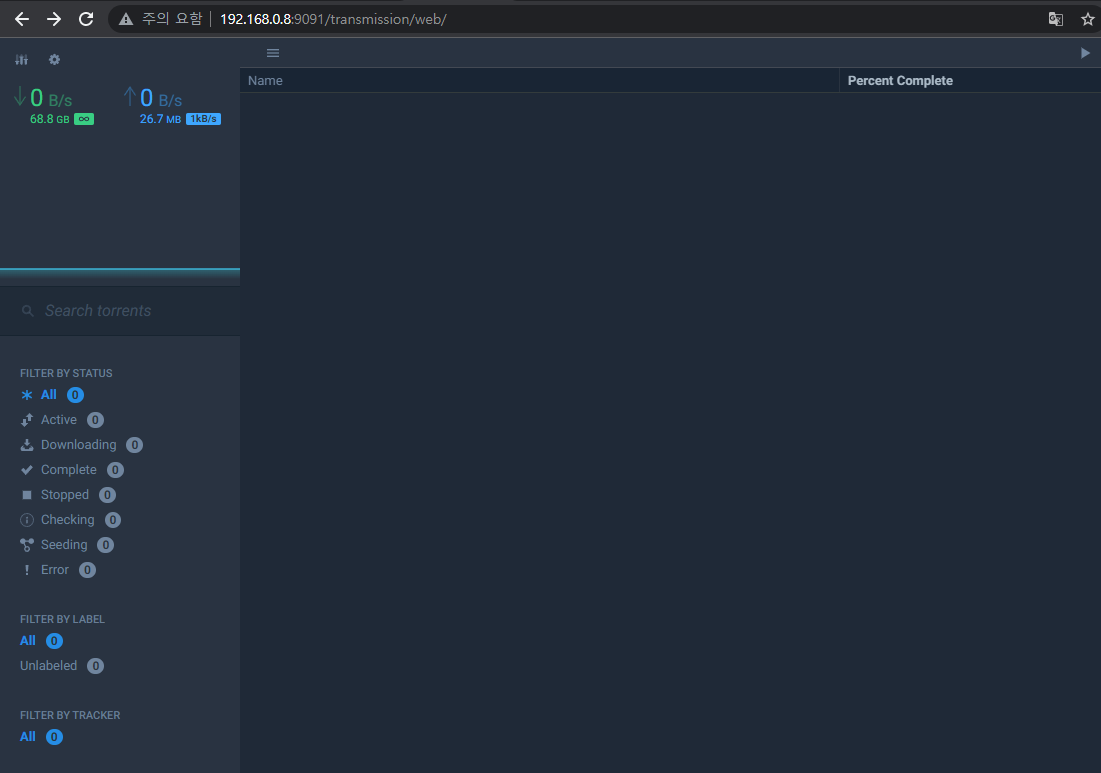 주의 요함 192.168.0.8:9091/transmission/web/
0 B/s 0 B/s
68.8 GB ∞ 26.7 MB 1kB/s
Name Percent Complete
Search torrents
FILTER BY STATUS
All 0
Active 0
Downloading 0
Complete 0
Stopped 0
Checking 0
Seeding 0
Error 0
FILTER BY LABEL
All 0
Unlabeled 0
FILTER BY TRACKER
All 0